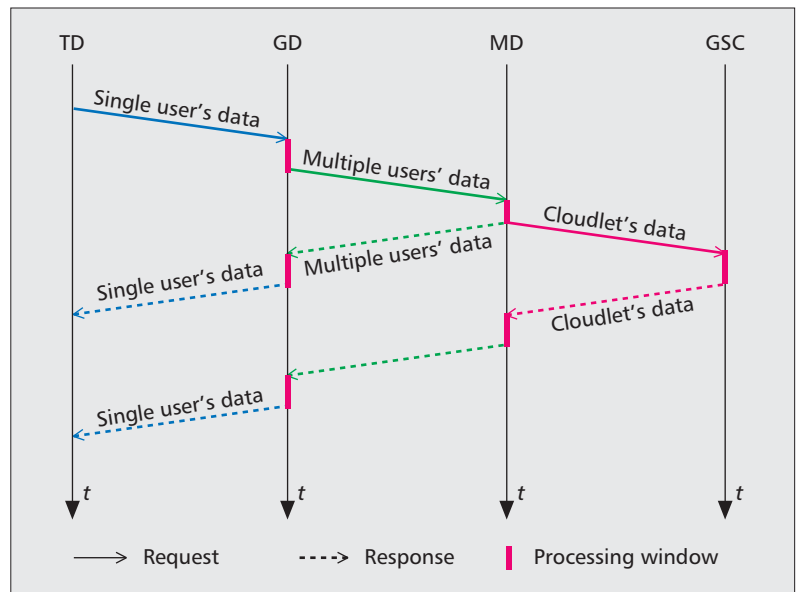 TD
GD
MD
GSC
Single user's data
Multiple users' data
Cloudlet's data
Multiple users' data
Single user's data
Cloudlet's data
Single user's data
t
t
t
t
Request
Response
Processing window